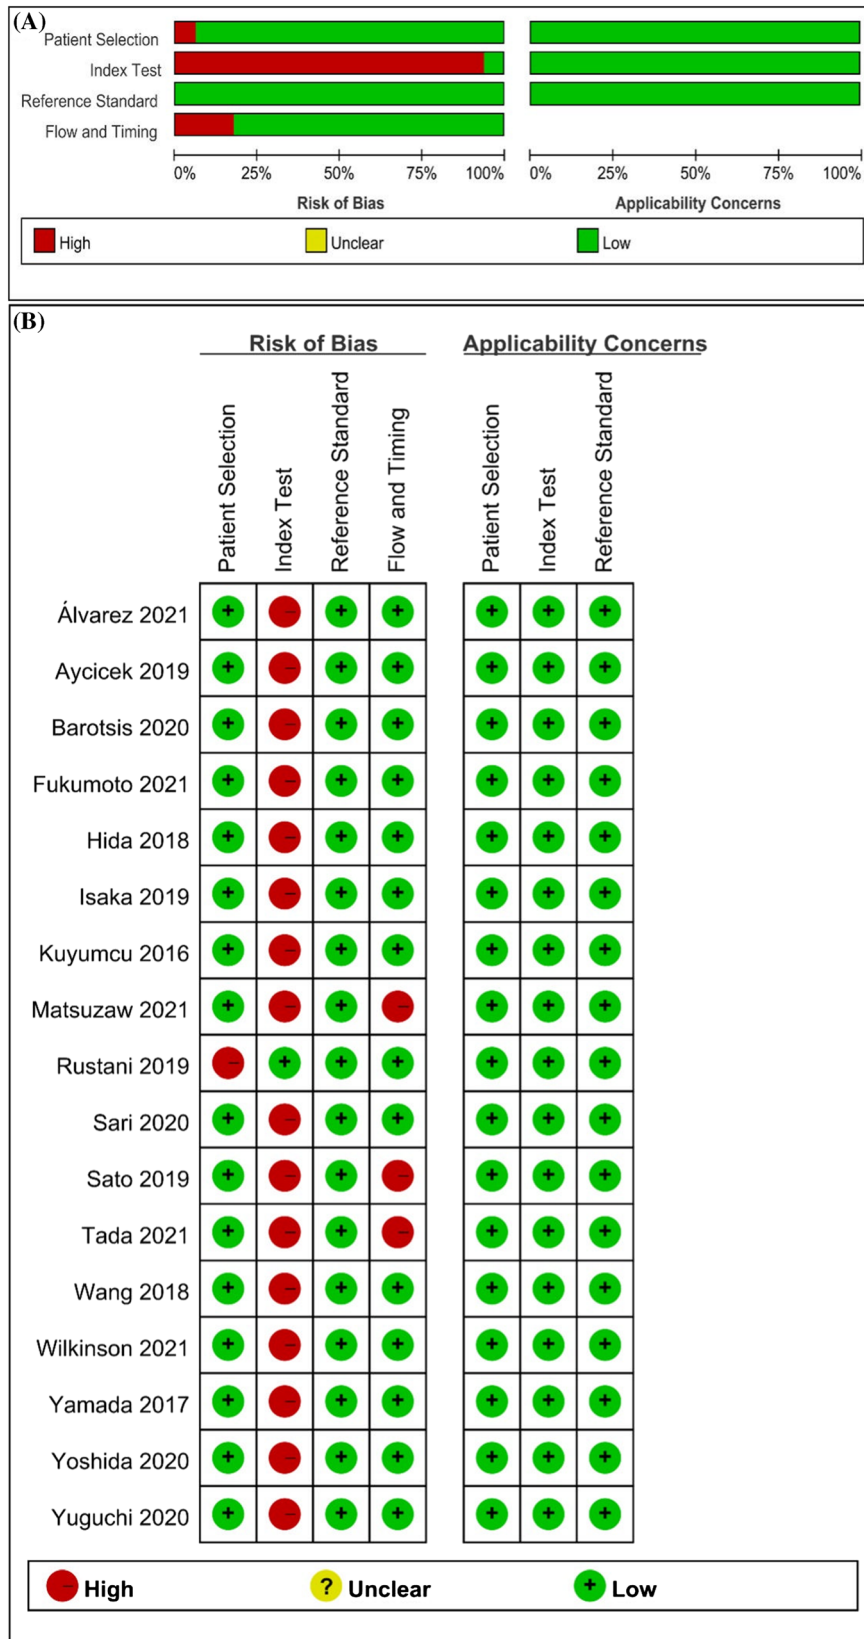 (A)
Patient Selection
Index Test
Reference Standard
Flow and Timing
0% 25% 50% 75% 100% 0% 25% 50% 75% 100%
Risk of Bias Applicability Concerns
High Unclear Low
(B)
Risk of Bias Applicability Concerns
Patient Selection
Index Test
Reference Standard
Flow and Timing
Patient Selection
Index Test
Reference Standard
Álvarez 2021 + - + + + + +
Aycicek 2019 + - + + + + +
Barotsis 2020 + - + + + + +
Fukumoto 2021 + - + + + + +
Hida 2018 + - + + + + +
Isaka 2019 + - + + + + +
Kuyumcu 2016 + - + + + + +
Matsuzaw 2021 + - + - + + +
Rustani 2019 - + + + + + +
Sari 2020 + - + + + + +
Sato 2019 + - + - + + +
Tada 2021 + - + - + + +
Wang 2018 + - + + + + +
Wilkinson 2021 + - + + + + +
Yamada 2017 + - + + + + +
Yoshida 2020 + - + + + + +
Yuguchi 2020 + - + + + + +
- High ? Unclear + Low